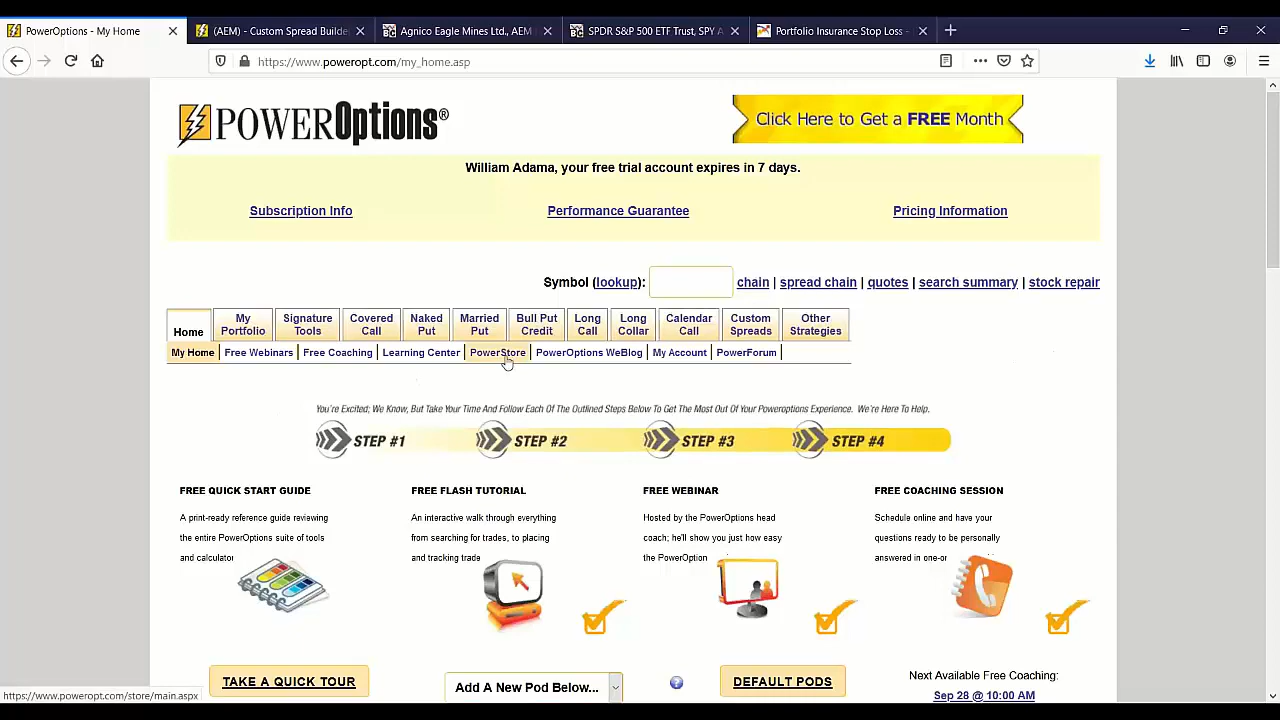 PowerOptions - My Home
(AEM) - Custom Spread Builde
Agnico Eagle Mines Ltd., AEM
SPDR S&P 500 ETF Trust, SPY A
Portfolio Insurance Stop Loss -
https://www.poweropt.com/my_home.asp
POWEROptions®
Click Here to Get a FREE Month
William Adama, your free trial account expires in 7 days.
Subscription Info
Performance Guarantee
Pricing Information
Symbol (lookup): chain | spread chain | quotes | search summary | stock repair
Home
My Portfolio
Signature Tools
Covered Call
Naked Put
Married Put
Bull Put Credit
Long Call
Long Collar
Calendar Call
Custom Spreads
Other Strategies
My Home | Free Webinars | Free Coaching | Learning Center | PowerStore | PowerOptions WeBlog | My Account | PowerForum |
You're Excited; We Know, But Take Your Time And Follow Each Of The Outlined Steps Below To Get The Most Out Of Your Poweroptions Experience. We're Here To Help.
STEP #1
STEP #2
STEP #3
STEP #4
FREE QUICK START GUIDE
A print-ready reference guide reviewing
the entire PowerOptions suite of tools
and calculator
FREE FLASH TUTORIAL
An interactive walk through everything
from searching for trades, to placing
and tracking trade
FREE WEBINAR
Hosted by the PowerOptions head
coach; he'll show you just how easy
the PowerOption
FREE COACHING SESSION
Schedule online and have your
questions ready to be personally
answered in one-or
TAKE A QUICK TOUR
Add A New Pod Below...
?
DEFAULT PODS
Next Available Free Coaching:
Sep 28 @ 10:00 AM
https://www.poweropt.com/store/main.aspx